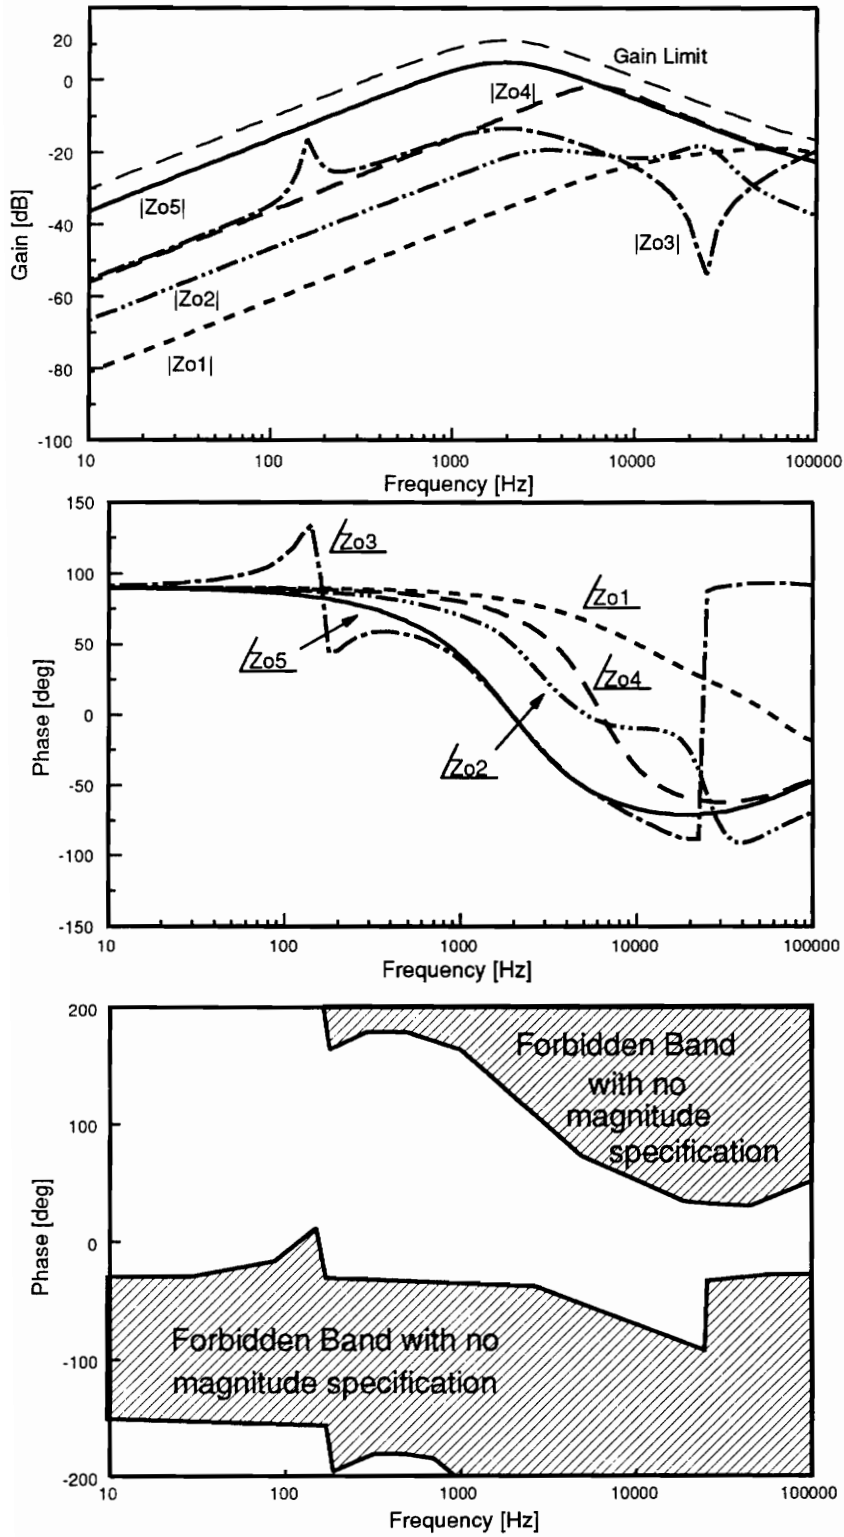 20
0
-20
-40
-60
-80
-100
Gain [dB]
Gain Limit
|Zo4|
|Zo5|
|Zo3|
|Zo2|
|Zo1|
10 100 1000 10000 100000
Frequency [Hz]
150
100
50
0
-50
-100
-150
Phase [deg]
∠Zo3
∠Zo1
∠Zo5
∠Zo4
∠Zo2
10 100 1000 10000 100000
Frequency [Hz]
200
100
0
-100
-200
Phase [deg]
Forbidden Band
with no
magnitude
specification
Forbidden Band with no
magnitude specification
10 100 1000 10000 100000
Frequency [Hz]